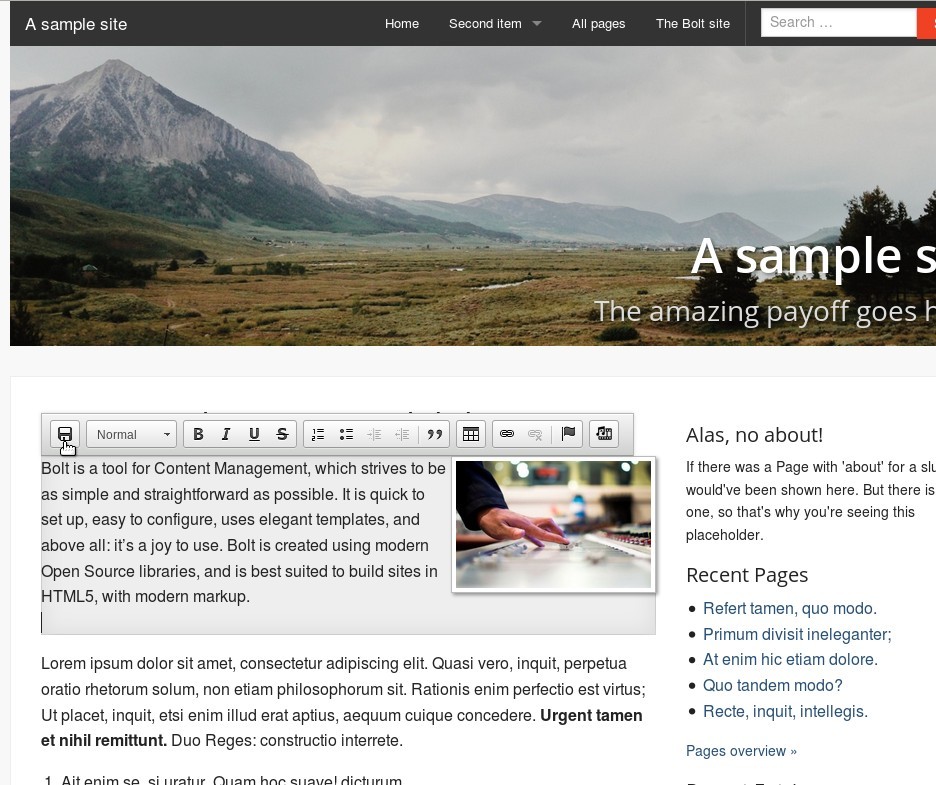 A sample site
Home
Second item
All pages
The Bolt site
Search ...
A sample s
The amazing payoff goes h
Normal
B I U S
Bolt is a tool for Content Management, which strives to be
as simple and straightforward as possible. It is quick to
set up, easy to configure, uses elegant templates, and
above all: it's a joy to use. Bolt is created using modern
Open Source libraries, and is best suited to build sites in
HTML5, with modern markup.
Lorem ipsum dolor sit amet, consectetur adipiscing elit. Quasi vero, inquit, perpetua
oratio rhetorum solum, non etiam philosophorum sit. Rationis enim perfectio est virtus;
Ut placet, inquit, etsi enim illud erat aptius, aequum cuique concedere. Urgent tamen
et nihil remittunt. Duo Reges: constructio interrete.
1. Ait enim se, si uratur, Quam hoc suave! dicturum.
Alas, no about!
If there was a Page with 'about' for a slu
would've been shown here. But there is
one, so that's why you're seeing this
placeholder.
Recent Pages
Refert tamen, quo modo.
Primum divisit ineleganter;
At enim hic etiam dolore.
Quo tandem modo?
Recte, inquit, intellegis.
Pages overview »